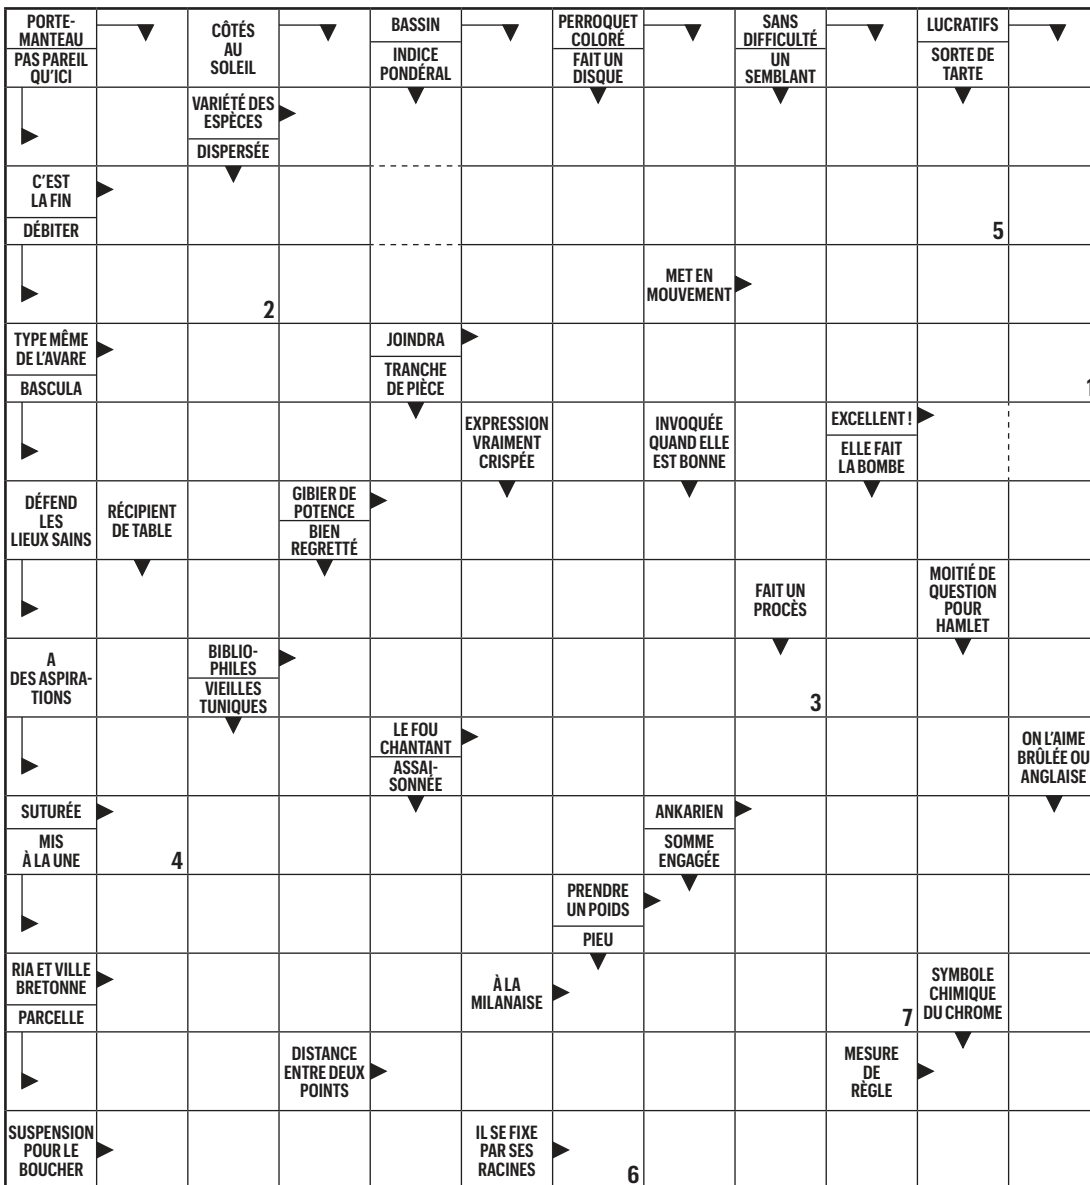 PORTE-
MANTEAU
PAS PAREIL
QU'ICI
CÔTÉS
AU
SOLEIL
BASSIN
INDICE
PONDÉRAL
PERROQUET
COLORÉ
FAIT UN
DISQUE
SANS
DIFFICULTÉ
UN
SEMBLANT
LUCRATIFS
SORTE DE
TARTE
VARIÉTÉ DES
ESPÈCES
DISPERSÉE
C'EST
LA FIN
DÉBITER
5
2
MET EN
MOUVEMENT
TYPE MÊME
DE L'AVARE
BASCULA
JOINDRA
TRANCHE
DE PIÈCE
1
EXPRESSION
VRAIMENT
CRISPÉE
INVOQUÉE
QUAND ELLE
EST BONNE
EXCELLENT !
ELLE FAIT
LA BOMBE
DÉFEND
LES
LIEUX SAINS
RÉCIPIENT
DE TABLE
GIBIER DE
POTENCE
BIEN
REGRETTÉ
FAIT UN
PROCÈS
MOITIÉ DE
QUESTION
POUR
HAMLET
A
DES ASPIRA-
TIONS
BIBLIO-
PHILES
VIEILLES
TUNIQUES
3
LE FOU
CHANTANT
ASSAI-
SONNÉE
ON L'AIME
BRÛLÉE OU
ANGLAISE
SUTURÉE
MIS
À LA UNE
4
ANKARIEN
SOMME
ENGAGÉE
PRENDRE
UN POIDS
PIEU
RIA ET VILLE
BRETONNE
PARCELLE
À LA
MILANAISE
7
SYMBOLE
CHIMIQUE
DU CHROME
DISTANCE
ENTRE DEUX
POINTS
MESURE
DE
RÈGLE
SUSPENSION
POUR LE
BOUCHER
IL SE FIXE
PAR SES
RACINES
6